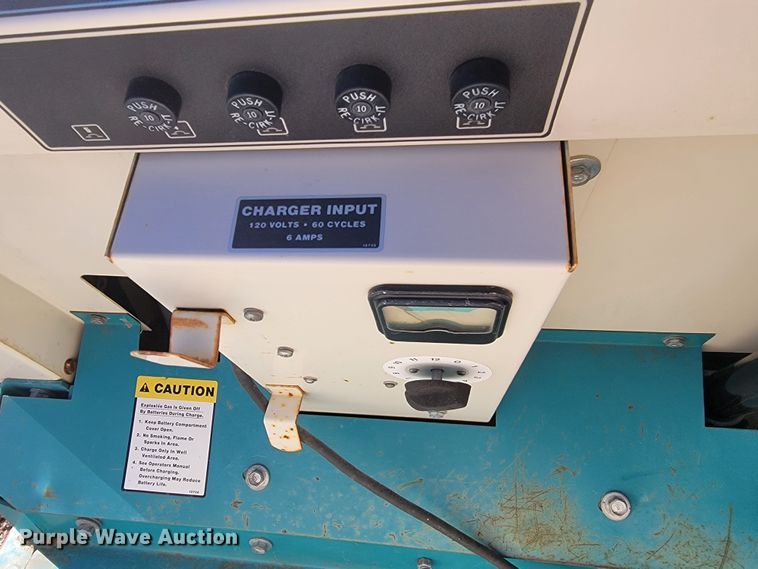 PUSH
10
RE-CIRK-IT
PUSH
10
RE-CIRK-IT
PUSH
10
RE-CIRK-IT
PUSH
10
RE-CIRK-IT
CHARGER INPUT
120 VOLTS • 60 CYCLES
6 AMPS
12 0
CAUTION
Explosive Gas Is Given Off
By Batteries During Charge.
1. Keep Battery Compartment
Cover Open.
2. No Smoking, Flame Or
Sparks In Area.
3. Charge Only In Well
Ventilated Area.
4. See Operators Manual
Before Charging.
Overcharging May Reduce
Battery Life.
Purple Wave Auction